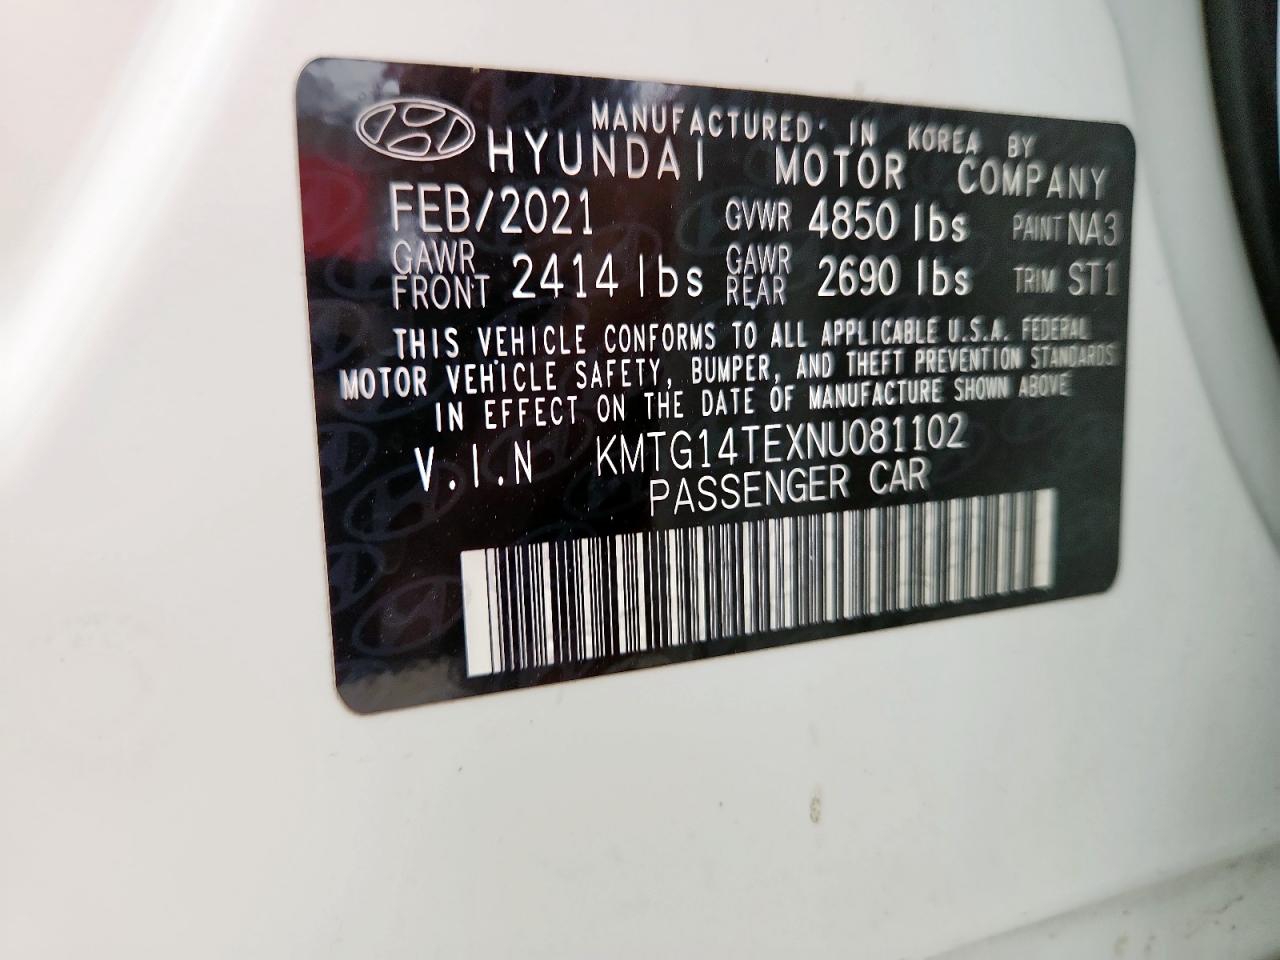 MANUFACTURED IN KOREA BY
HYUNDAI MOTOR COMPANY
FEB/2021 GVWR 4850 lbs PAINT NA3
GAWR FRONT 2414 lbs GAWR REAR 2690 lbs TRIM ST1
THIS VEHICLE CONFORMS TO ALL APPLICABLE U.S.A. FEDERAL
MOTOR VEHICLE SAFETY, BUMPER, AND THEFT PREVENTION STANDARDS
IN EFFECT ON THE DATE OF MANUFACTURE SHOWN ABOVE
V.I.N KMTG14TEXNU081102
PASSENGER CAR